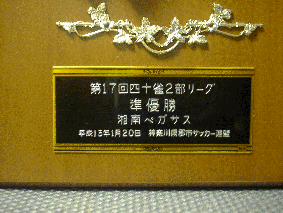 第17回四十雀2部リーグ
準優勝
湘南ペガサス
平成13年1月20日 神奈川県都市サッカー連盟